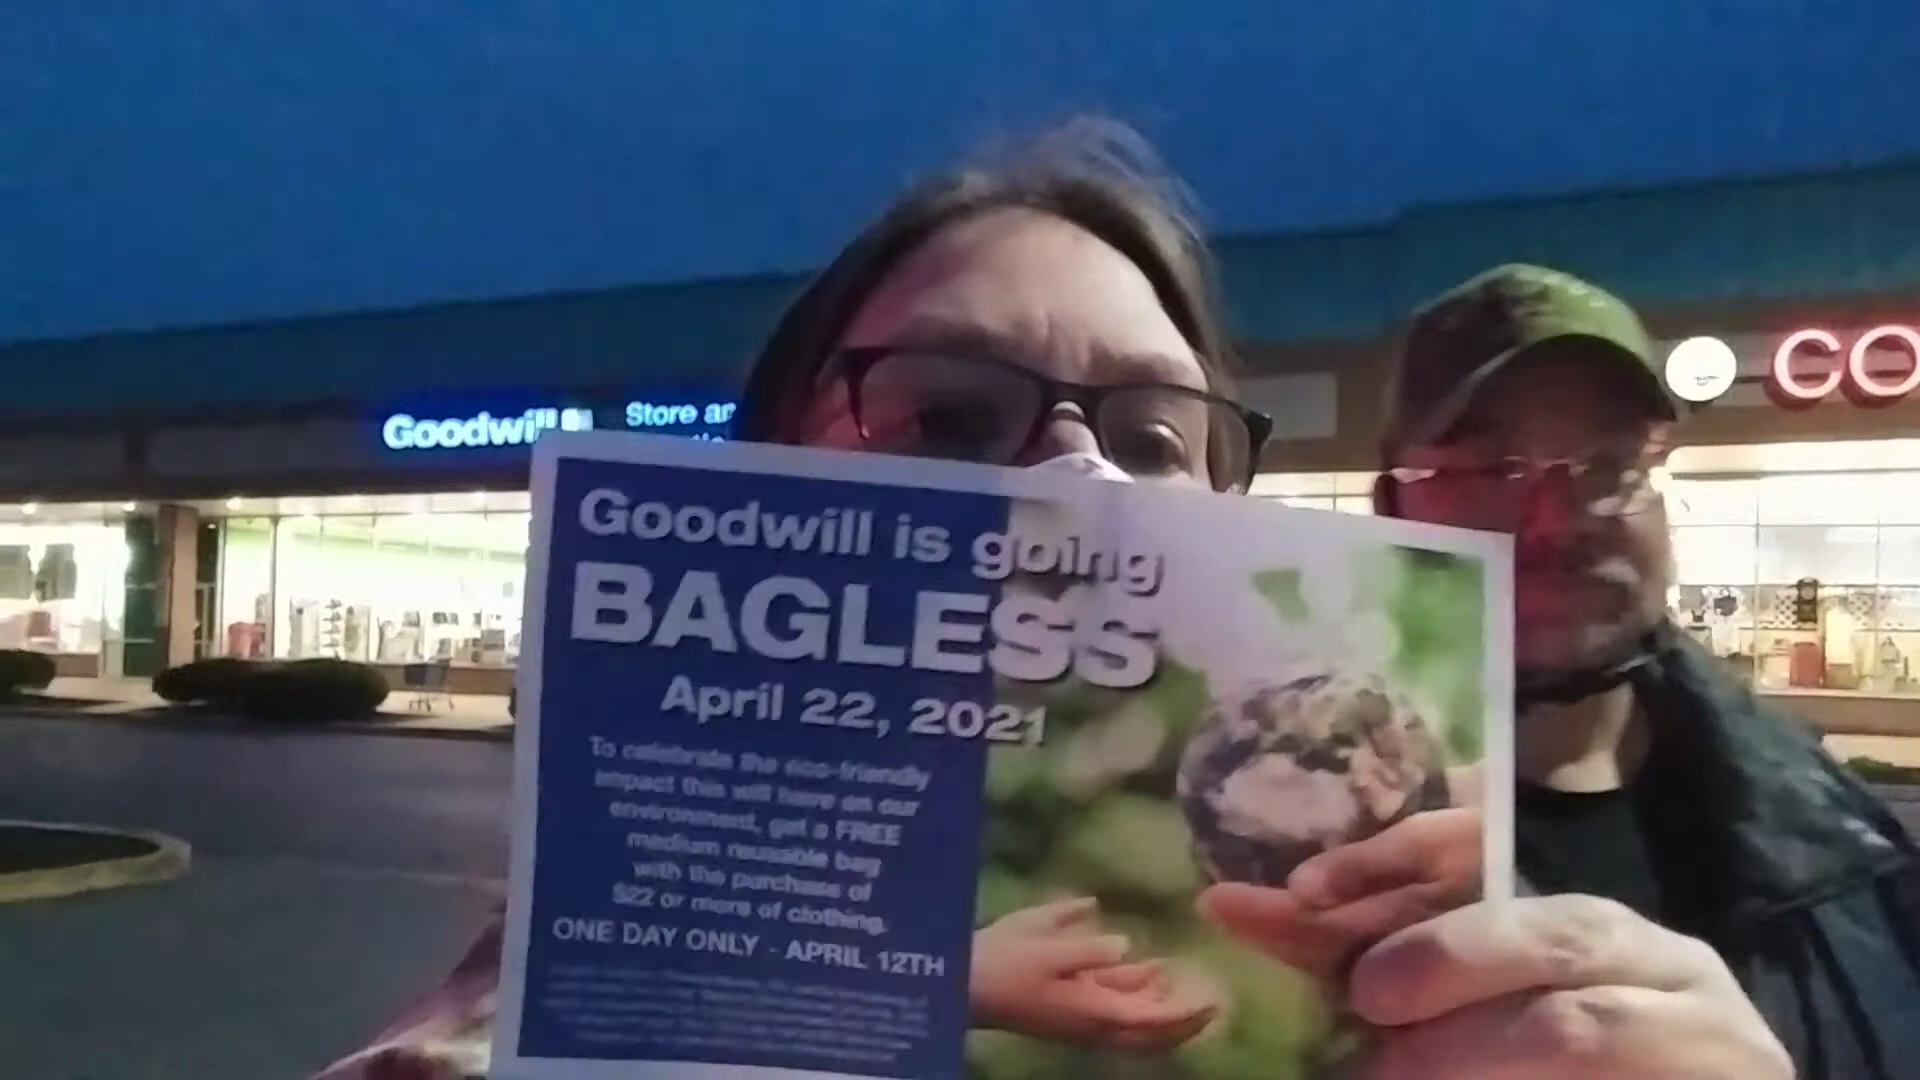 Goodwill
Store an
CO
Goodwill is going
BAGLESS
April 22, 2021
To celebrate the eco-friendly
impact this will have on our
environment, get a FREE
medium reusable bag
with the purchase of
$22 or more of clothing.
ONE DAY ONLY - APRIL 12TH